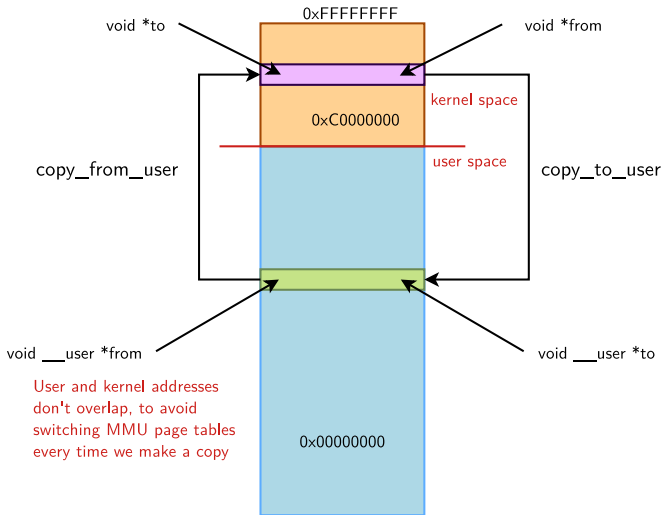 0xFFFFFFFF
void *to
void *from
kernel space
0xC0000000
user space
copy_from_user
copy_to_user
void __user *from
void __user *to
User and kernel addresses
don't overlap, to avoid
switching MMU page tables
every time we make a copy
0x00000000